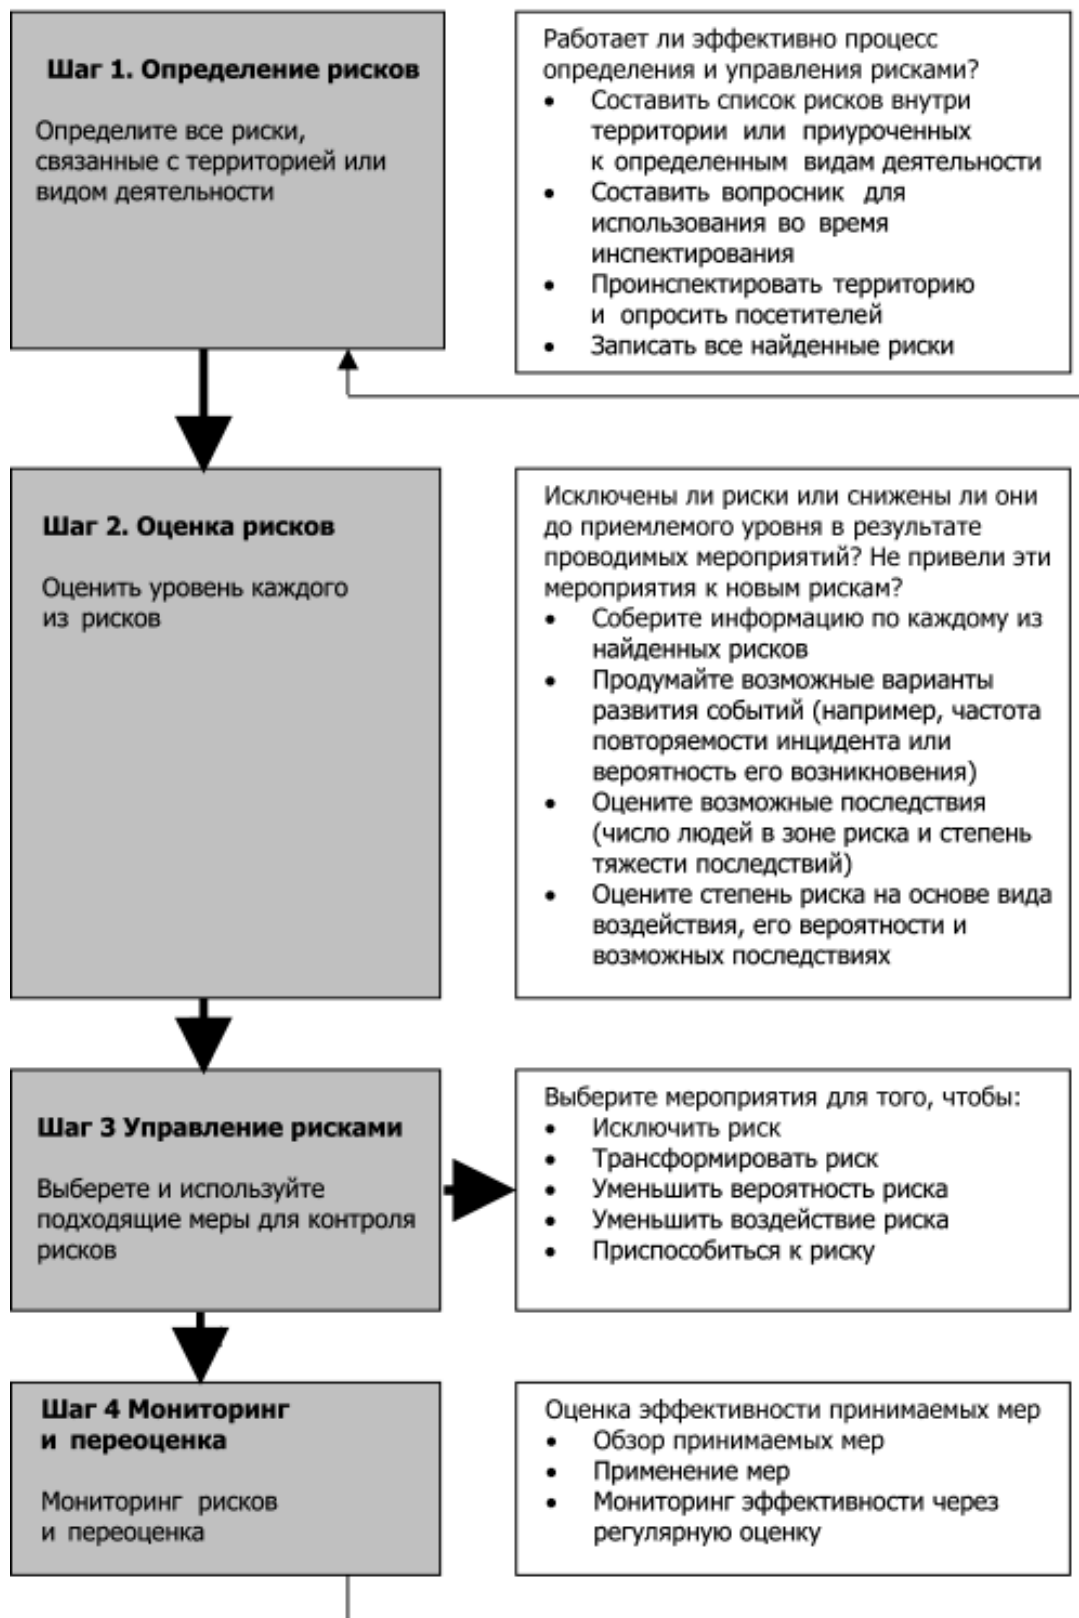 Шаг 1. Определение рисков
Определите все риски,
связанные с территорией или
видом деятельности
Работает ли эффективно процесс
определения и управления рисками?
• Составить список рисков внутри
территории или приуроченных
к определенным видам деятельности
• Составить вопросник для
использования во время
инспектирования
• Проинспектировать территорию
и опросить посетителей
• Записать все найденные риски
Шаг 2. Оценка рисков
Оценить уровень каждого
из рисков
Исключены ли риски или снижены ли они
до приемлемого уровня в результате
проводимых мероприятий? Не привели эти
мероприятия к новым рискам?
• Соберите информацию по каждому из
найденных рисков
• Продумайте возможные варианты
развития событий (например, частота
повторяемости инцидента или
вероятность его возникновения)
• Оцените возможные последствия
(число людей в зоне риска и степень
тяжести последствий)
• Оцените степень риска на основе вида
воздействия, его вероятности и
возможных последствиях
Шаг 3 Управление рисками
Выберете и используйте
подходящие меры для контроля
рисков
Выберите мероприятия для того, чтобы:
• Исключить риск
• Трансформировать риск
• Уменьшить вероятность риска
• Уменьшить воздействие риска
• Приспособиться к риску
Шаг 4 Мониторинг
и переоценка
Мониторинг рисков
и переоценка
Оценка эффективности принимаемых мер
• Обзор принимаемых мер
• Применение мер
• Мониторинг эффективности через
регулярную оценку